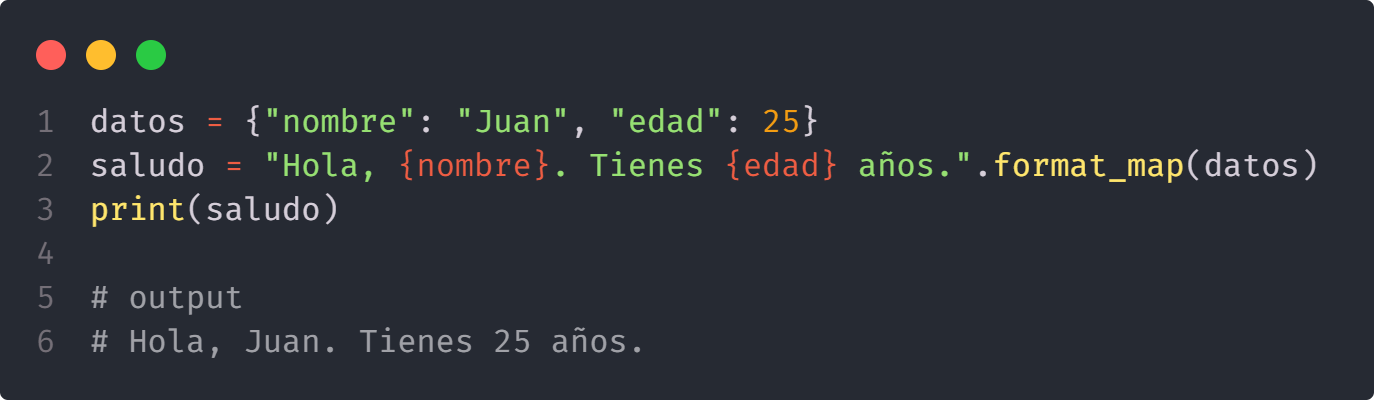 1 datos = {"nombre": "Juan", "edad": 25}
2 saludo = "Hola, {nombre}. Tienes {edad} años.".format_map(datos)
3 print(saludo)
4
5 # output
6 # Hola, Juan. Tienes 25 años.